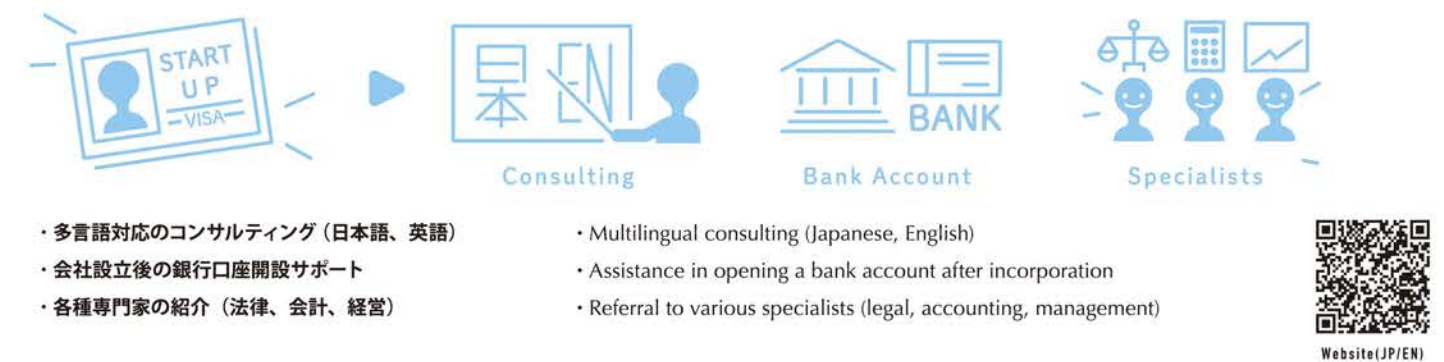 START
UP
VISA
日本
EN
BANK
Consulting
Bank Account
Specialists
・多言語対応のコンサルティング（日本語、英語）
・会社設立後の銀行口座開設サポート
・各種専門家の紹介（法律、会計、経営）
・Multilingual consulting (Japanese, English)
・Assistance in opening a bank account after incorporation
・Referral to various specialists (legal, accounting, management)
Website(JP/EN)